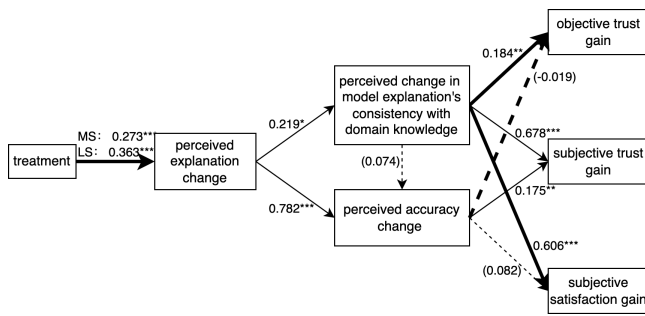 objective trust
gain
0.184**
(-0.019)
perceived change in
model explanation's
consistency with
domain knowledge
MS: 0.273***
LS: 0.363***
0.219*
0.678***
treatment
perceived
explanation
change
(0.074)
subjective trust
gain
0.175**
0.782***
perceived accuracy
change
0.606***
(0.082)
subjective
satisfaction gain